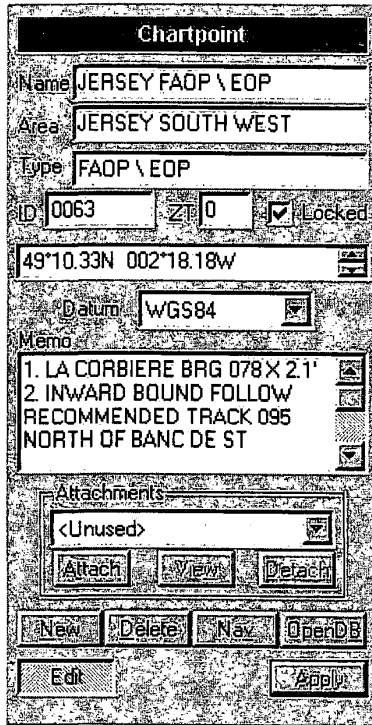 Chartpoint
Name JERSEY FAOP \ EOP
Area JERSEY SOUTH WEST
Type FAOP \ EOP
ID 0063 ZT 0 Locked
49°10.33N 002°18.18W
Datum WGS84
Memo
1. LA CORBIERE BRG 078 X 2.1'
2. INWARD BOUND FOLLOW
RECOMMENDED TRACK 095
NORTH OF BANC DE ST
Attachments
<Unused>
Attach View Detach
New Delete Nav OpenDB
Edit Apply